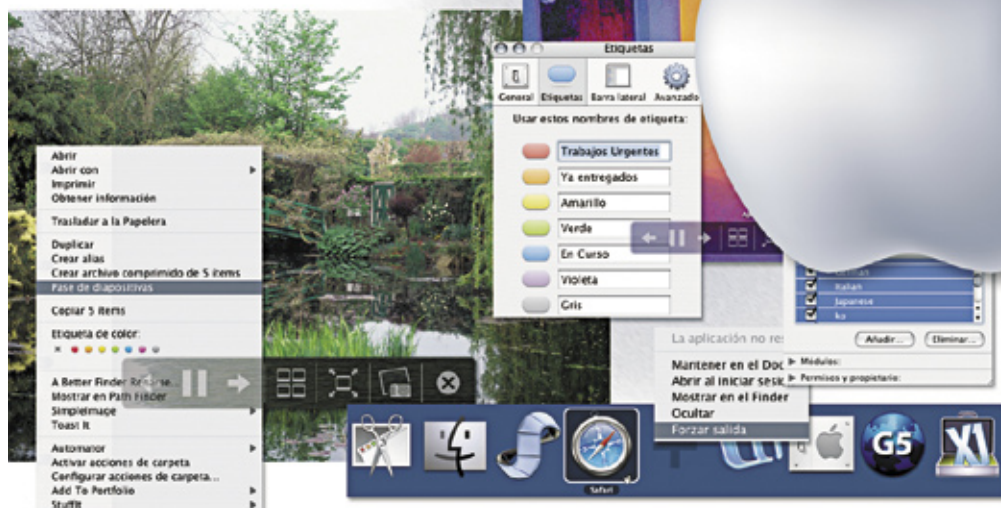 Abrir
Abrir con
Imprimir
Obtener información
Trasladar a la Papelera
Duplicar
Crear alias
Crear archivo comprimido de 5 ítems
Pase de diapositivas
Copiar 5 ítems
Etiqueta de color:
A Better Finder Rename...
Mostrar en Path Finder
SimpleImage
Toast It
Automator
Activar acciones de carpeta
Configurar acciones de carpeta...
Add To Portfolio
StuffIt
Etiquetas
General Etiquetas Barra lateral Avanzado
Usar estos nombres de etiqueta:
Trabajos Urgentes
Ya entregados
Amarillo
Verde
En Curso
Violeta
Gris
Italian
Japanese
ko
Añadir... Eliminar...
Módulos:
Permisos y propietario:
La aplicación no
Mantener en el Doc
Abrir al iniciar
Mostrar en el Finder
Ocultar
Forzar salida
Safari
G5